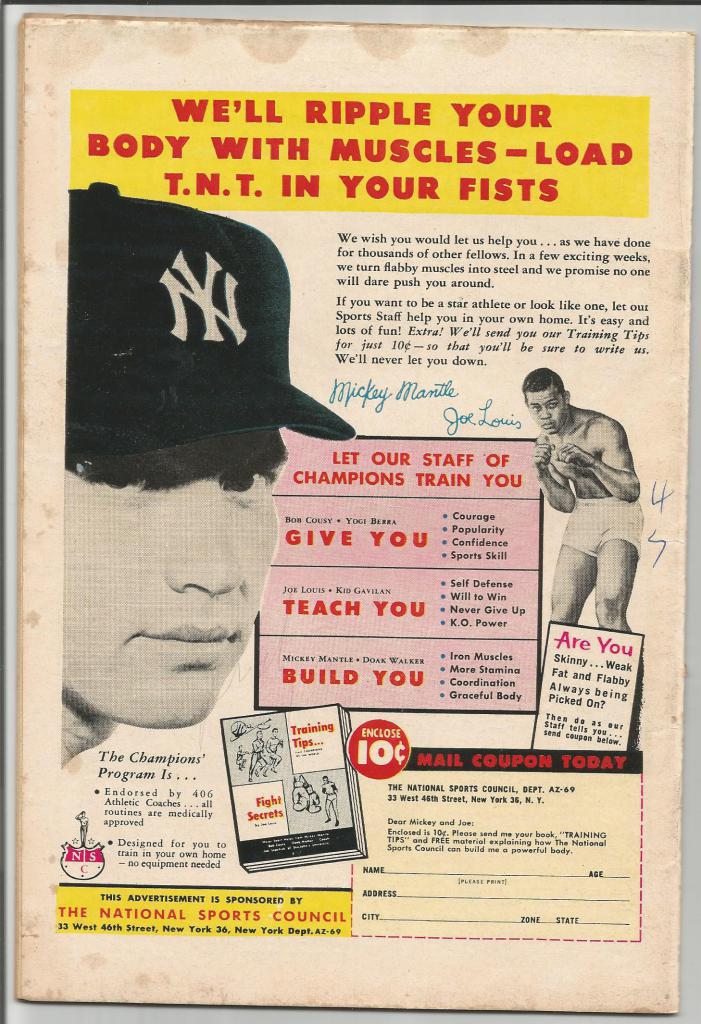 WE'LL RIPPLE YOUR
BODY WITH MUSCLES—LOAD
T.N.T. IN YOUR FISTS
NY
We wish you would let us help you . . . as we have done
for thousands of other fellows. In a few exciting weeks,
we turn flabby muscles into steel and we promise no one
will dare push you around.
If you want to be a star athlete or look like one, let our
Sports Staff help you in your own home. It's easy and
lots of fun! Extra! We'll send you our Training Tips
for just 10¢ — so that you'll be sure to write us.
We'll never let you down.
Mickey Mantle
Joe Louis
LET OUR STAFF OF
CHAMPIONS TRAIN YOU
BOB COUSY • YOGI BERRA
GIVE YOU
• Courage
• Popularity
• Confidence
• Sports Skill
JOE LOUIS • KID GAVILAN
TEACH YOU
• Self Defense
• Will to Win
• Never Give Up
• K.O. Power
MICKEY MANTLE • DOAK WALKER
BUILD YOU
• Iron Muscles
• More Stamina
• Coordination
• Graceful Body
Are You
Skinny...Weak
Fat and Flabby
Always being
Picked On?
Then do as our
Staff tells you...
send coupon below.
The Champions'
Program Is . . .
• Endorsed by 406
Athletic Coaches . . . all
routines are medically
approved
• Designed for you to
train in your own home
– no equipment needed
N S
C
Training
Tips...
Fight
Secrets
by Joe Louis
ENCLOSE
10¢
MAIL COUPON TODAY
THE NATIONAL SPORTS COUNCIL, DEPT. AZ-69
33 West 46th Street, New York 36, N. Y.
Dear Mickey and Joe:
Enclosed is 10¢. Please send me your book, "TRAINING
TIPS" and FREE material explaining how The National
Sports Council can build me a powerful body.
NAME AGE
(PLEASE PRINT)
ADDRESS
CITY ZONE STATE
THIS ADVERTISEMENT IS SPONSORED BY
THE NATIONAL SPORTS COUNCIL
33 West 46th Street, New York 36, New York Dept. AZ-69